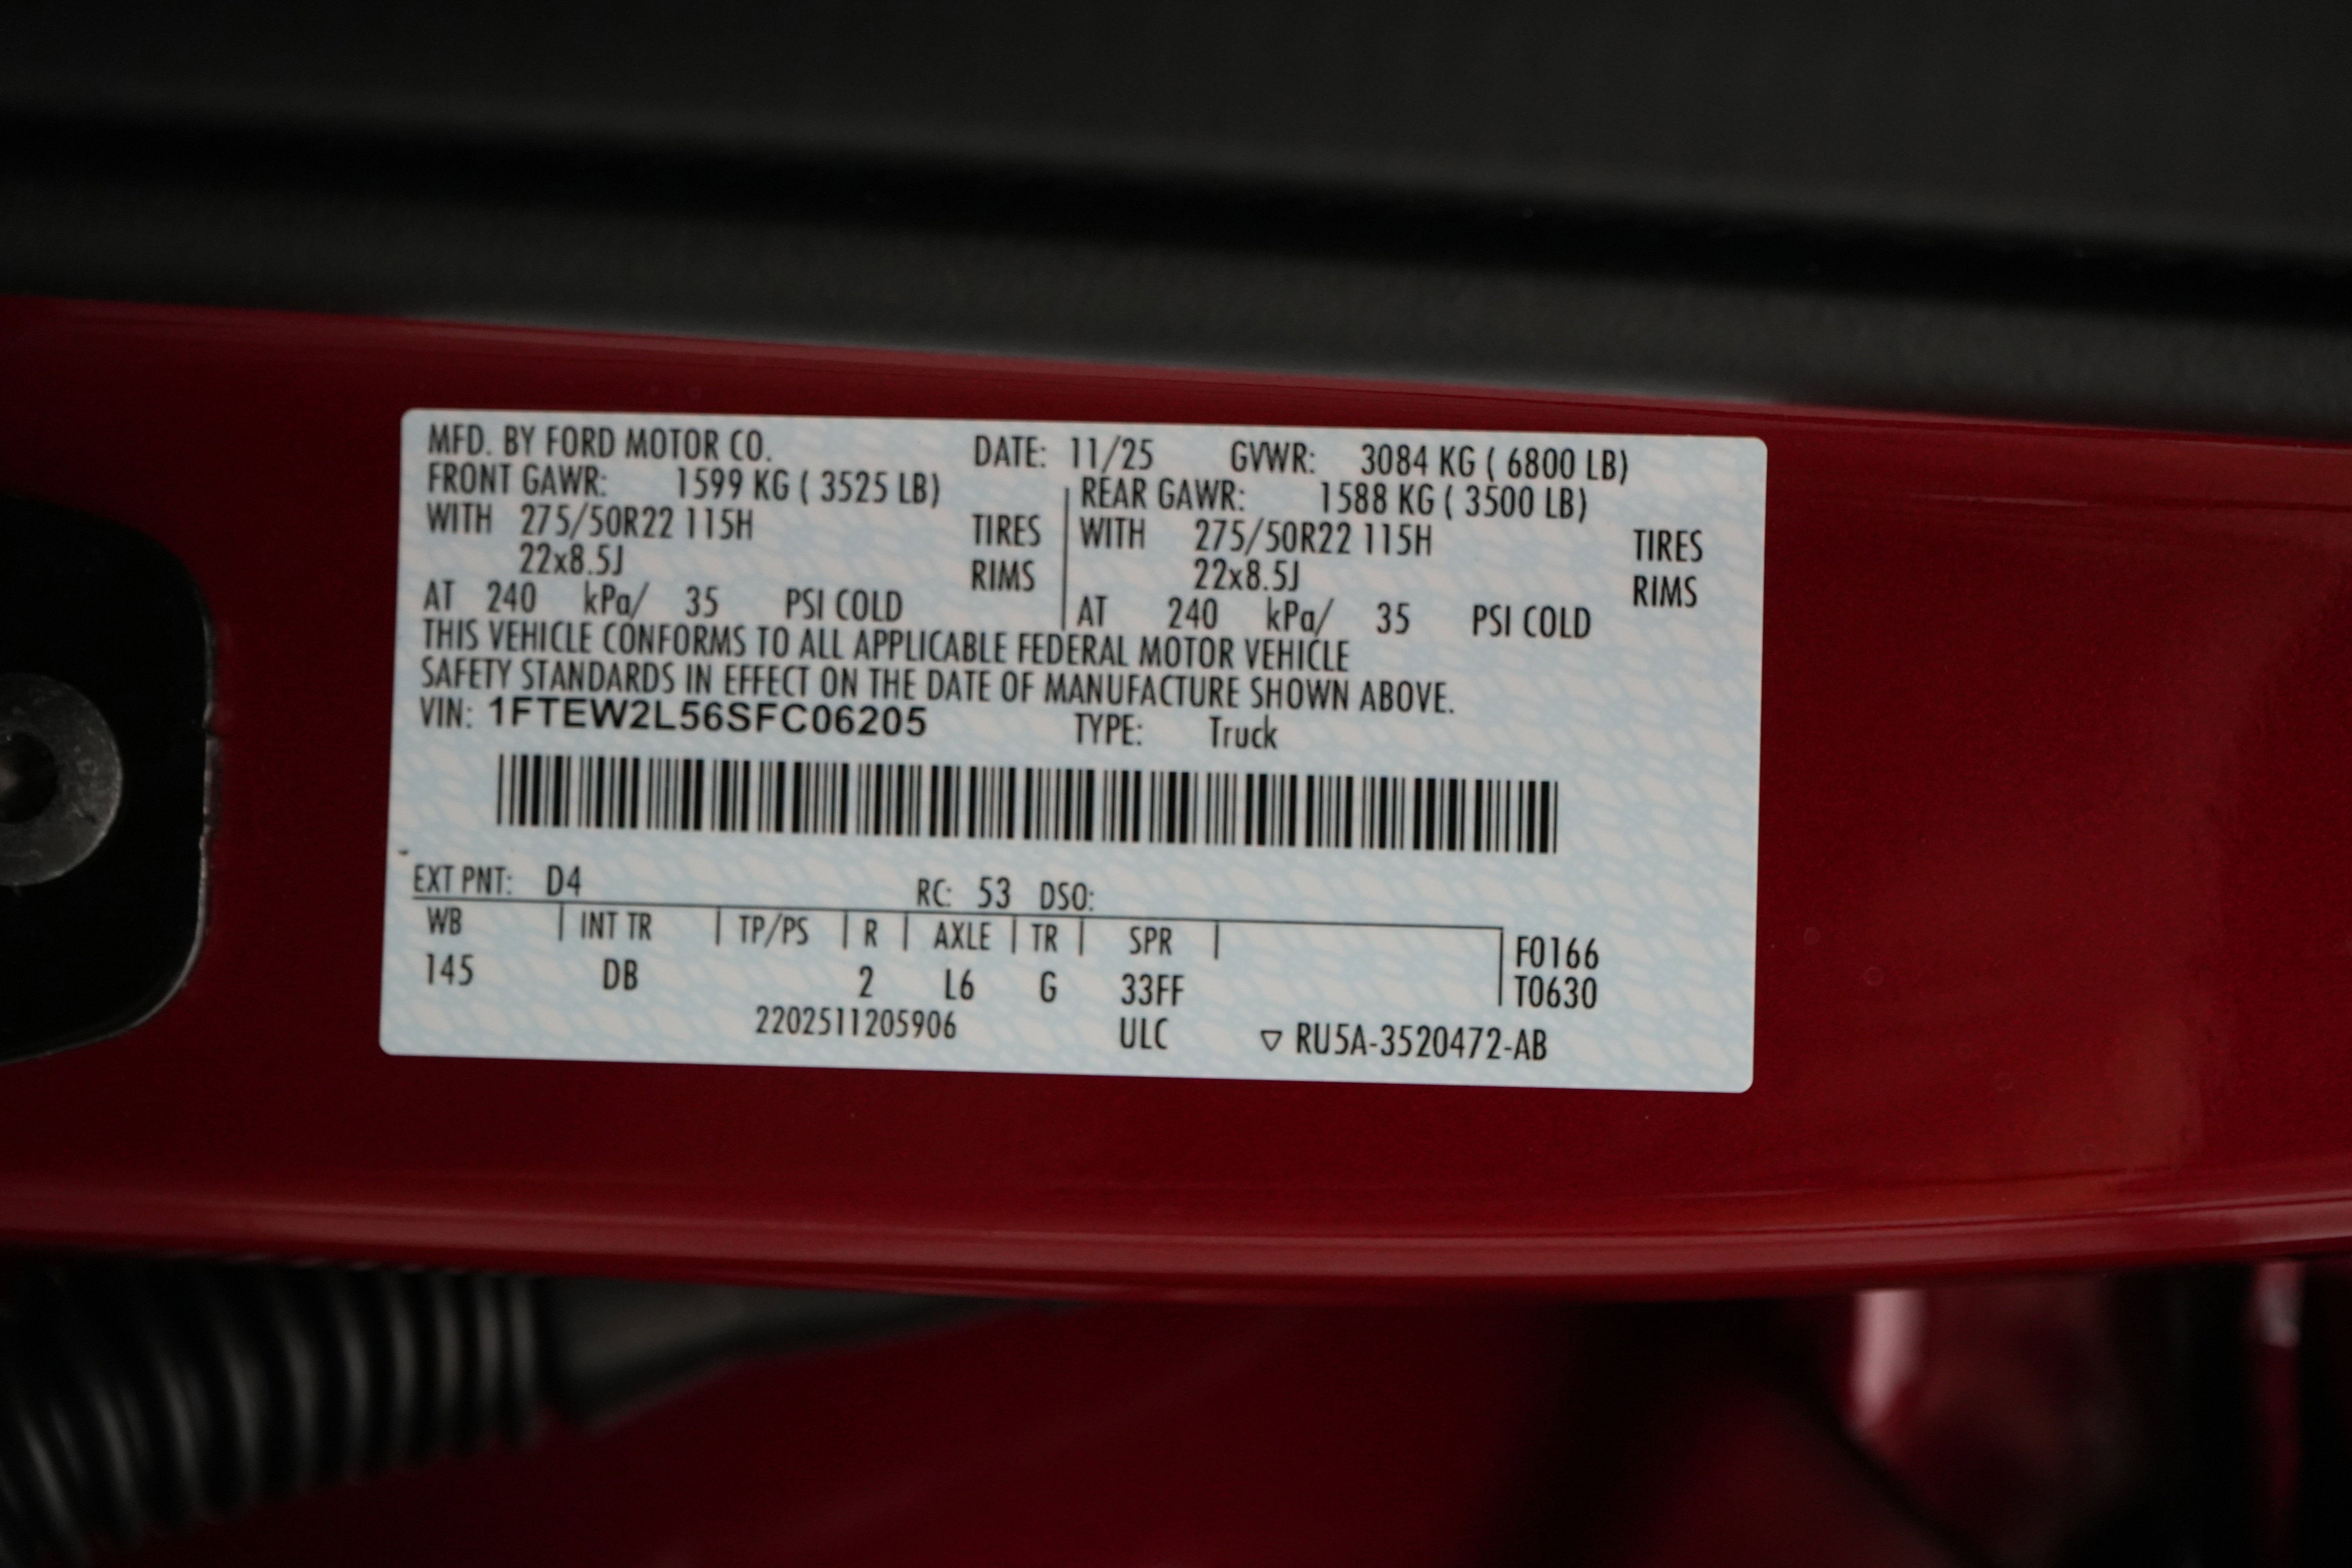 MFD. BY FORD MOTOR CO. DATE: 11/25 GVWR: 3084 KG ( 6800 LB)
FRONT GAWR: 1599 KG ( 3525 LB) REAR GAWR: 1588 KG ( 3500 LB)
WITH 275/50R22 115H TIRES WITH 275/50R22 115H TIRES
22x8.5J RIMS 22x8.5J RIMS
AT 240 kPa/ 35 PSI COLD AT 240 kPa/ 35 PSI COLD
THIS VEHICLE CONFORMS TO ALL APPLICABLE FEDERAL MOTOR VEHICLE
SAFETY STANDARDS IN EFFECT ON THE DATE OF MANUFACTURE SHOWN ABOVE.
VIN: 1FTEW2L56SFC06205 TYPE: Truck
EXT PNT: D4 RC: 53 DSO:
WB | INT TR | TP/PS | R | AXLE | TR | SPR | F0166
145 DB 2 L6 G 33FF T0630
2202511205906 ULC ▽ RU5A-3520472-AB